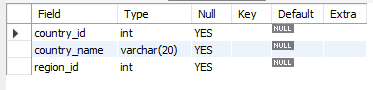 Field Type Null Key Default Extra
country_id int YES NULL
country_name varchar(20) YES NULL
region_id int YES NULL